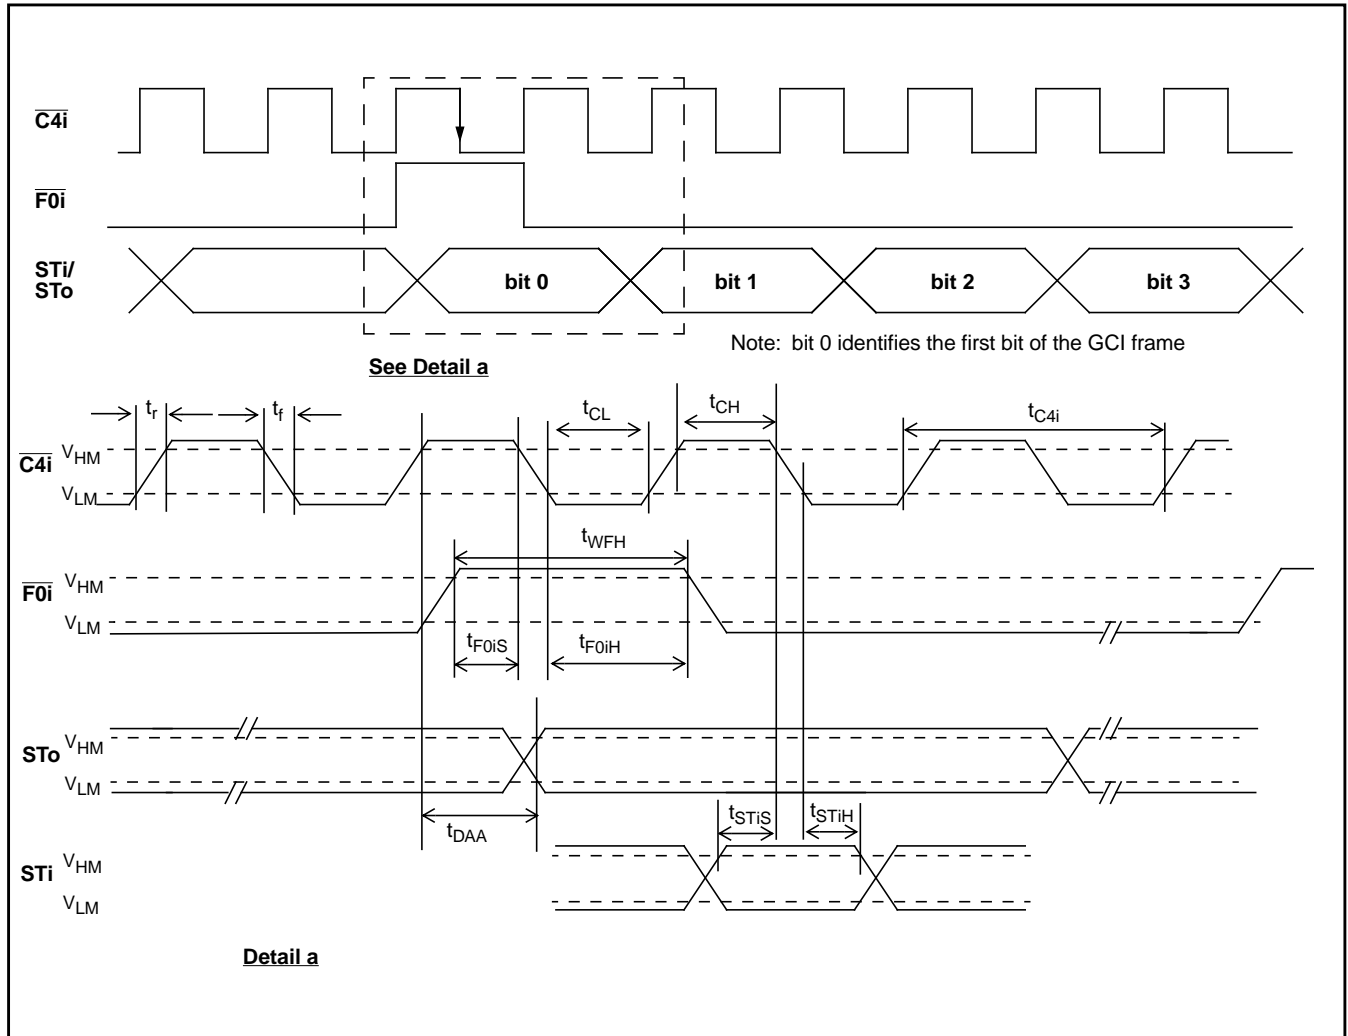 C4i
F0i
STi/
STo
bit 0 bit 1 bit 2 bit 3
Note: bit 0 identifies the first bit of the GCI frame
See Detail a
tr tf tCL tCH tC4i
C4i VHM
VLM
tWFH
F0i VHM
VLM
tF0iS tF0iH
STo VHM
VLM
tDAA tSTiS tSTiH
STi VHM
VLM
Detail a